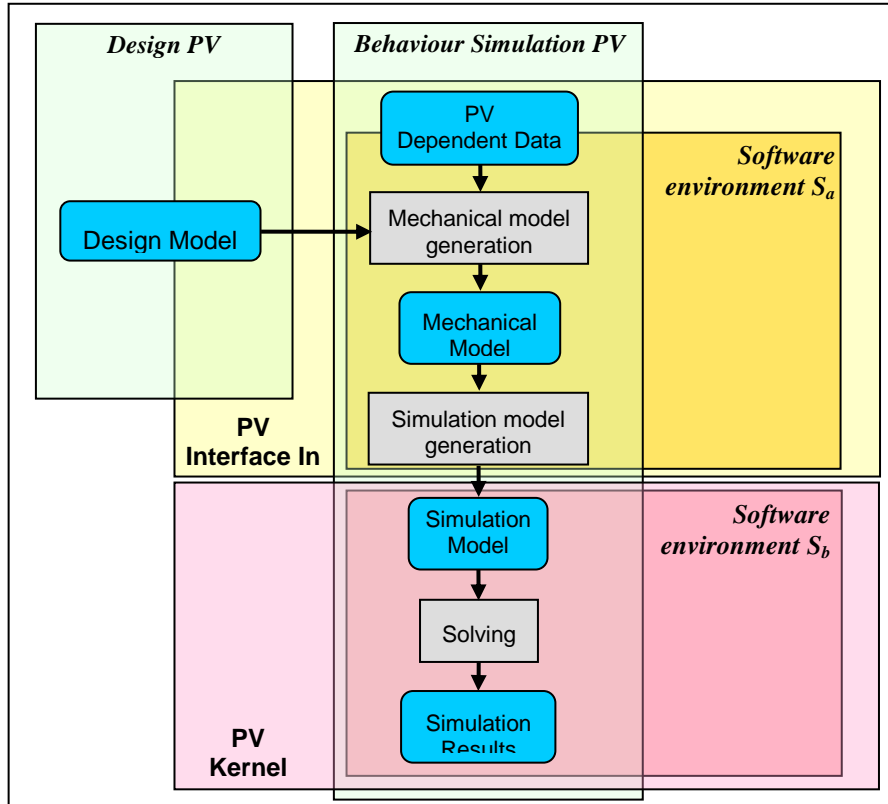 Design PV
Behaviour Simulation PV
PV
Dependent Data
Software
environment Sa
Mechanical model
generation
Design Model
Mechanical
Model
Simulation model
generation
PV
Interface In
Simulation
Model
Software
environment Sb
Solving
Simulation
Results
PV
Kernel